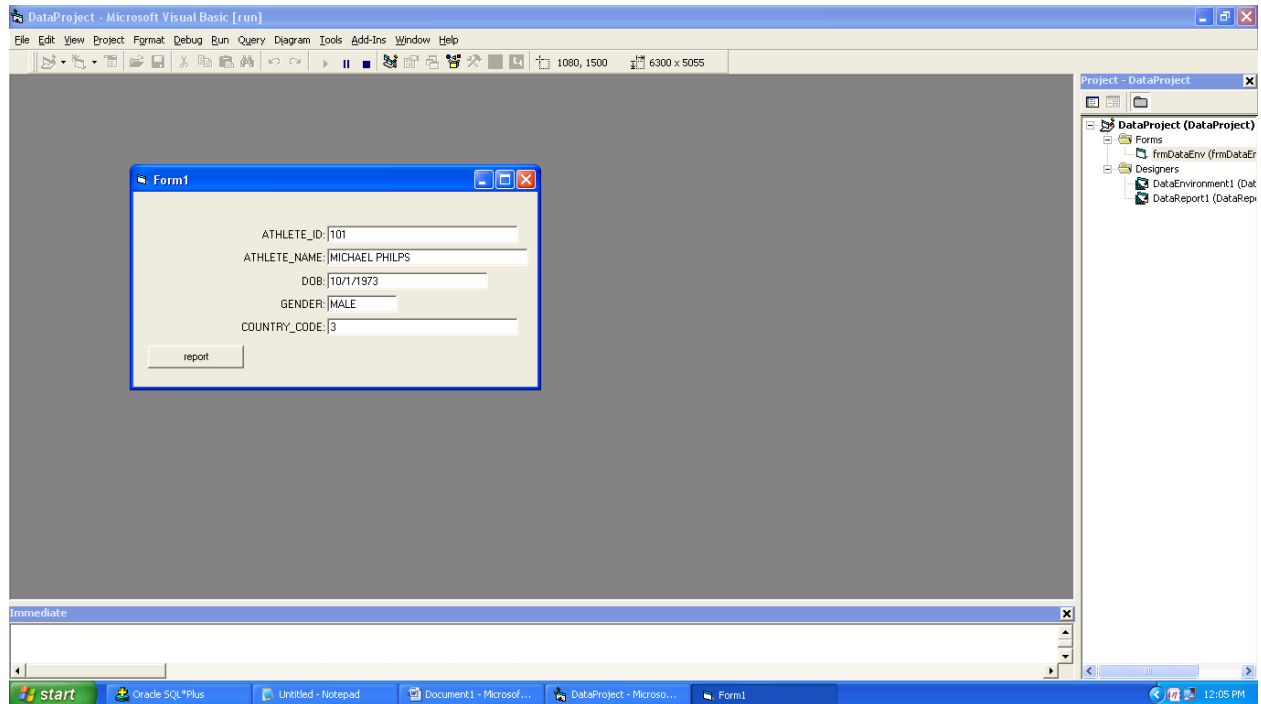 DataProject - Microsoft Visual Basic [run]
File Edit View Project Format Debug Run Query Diagram Tools Add-Ins Window Help
1080, 1500 6300 x 5055
Project - DataProject
DataProject (DataProject)
Forms
frmDataEnv (frmDataEr
Designers
DataEnvironment1 (Dat
DataReport1 (DataRep
Form1
ATHLETE_ID: 101
ATHLETE_NAME: MICHAEL PHILPS
DOB: 10/1/1973
GENDER: MALE
COUNTRY_CODE: 3
report
Immediate
start Oracle SQL*Plus Untitled - Notepad Document1 - Microsof... DataProject - Microso... Form1 12:05 PM